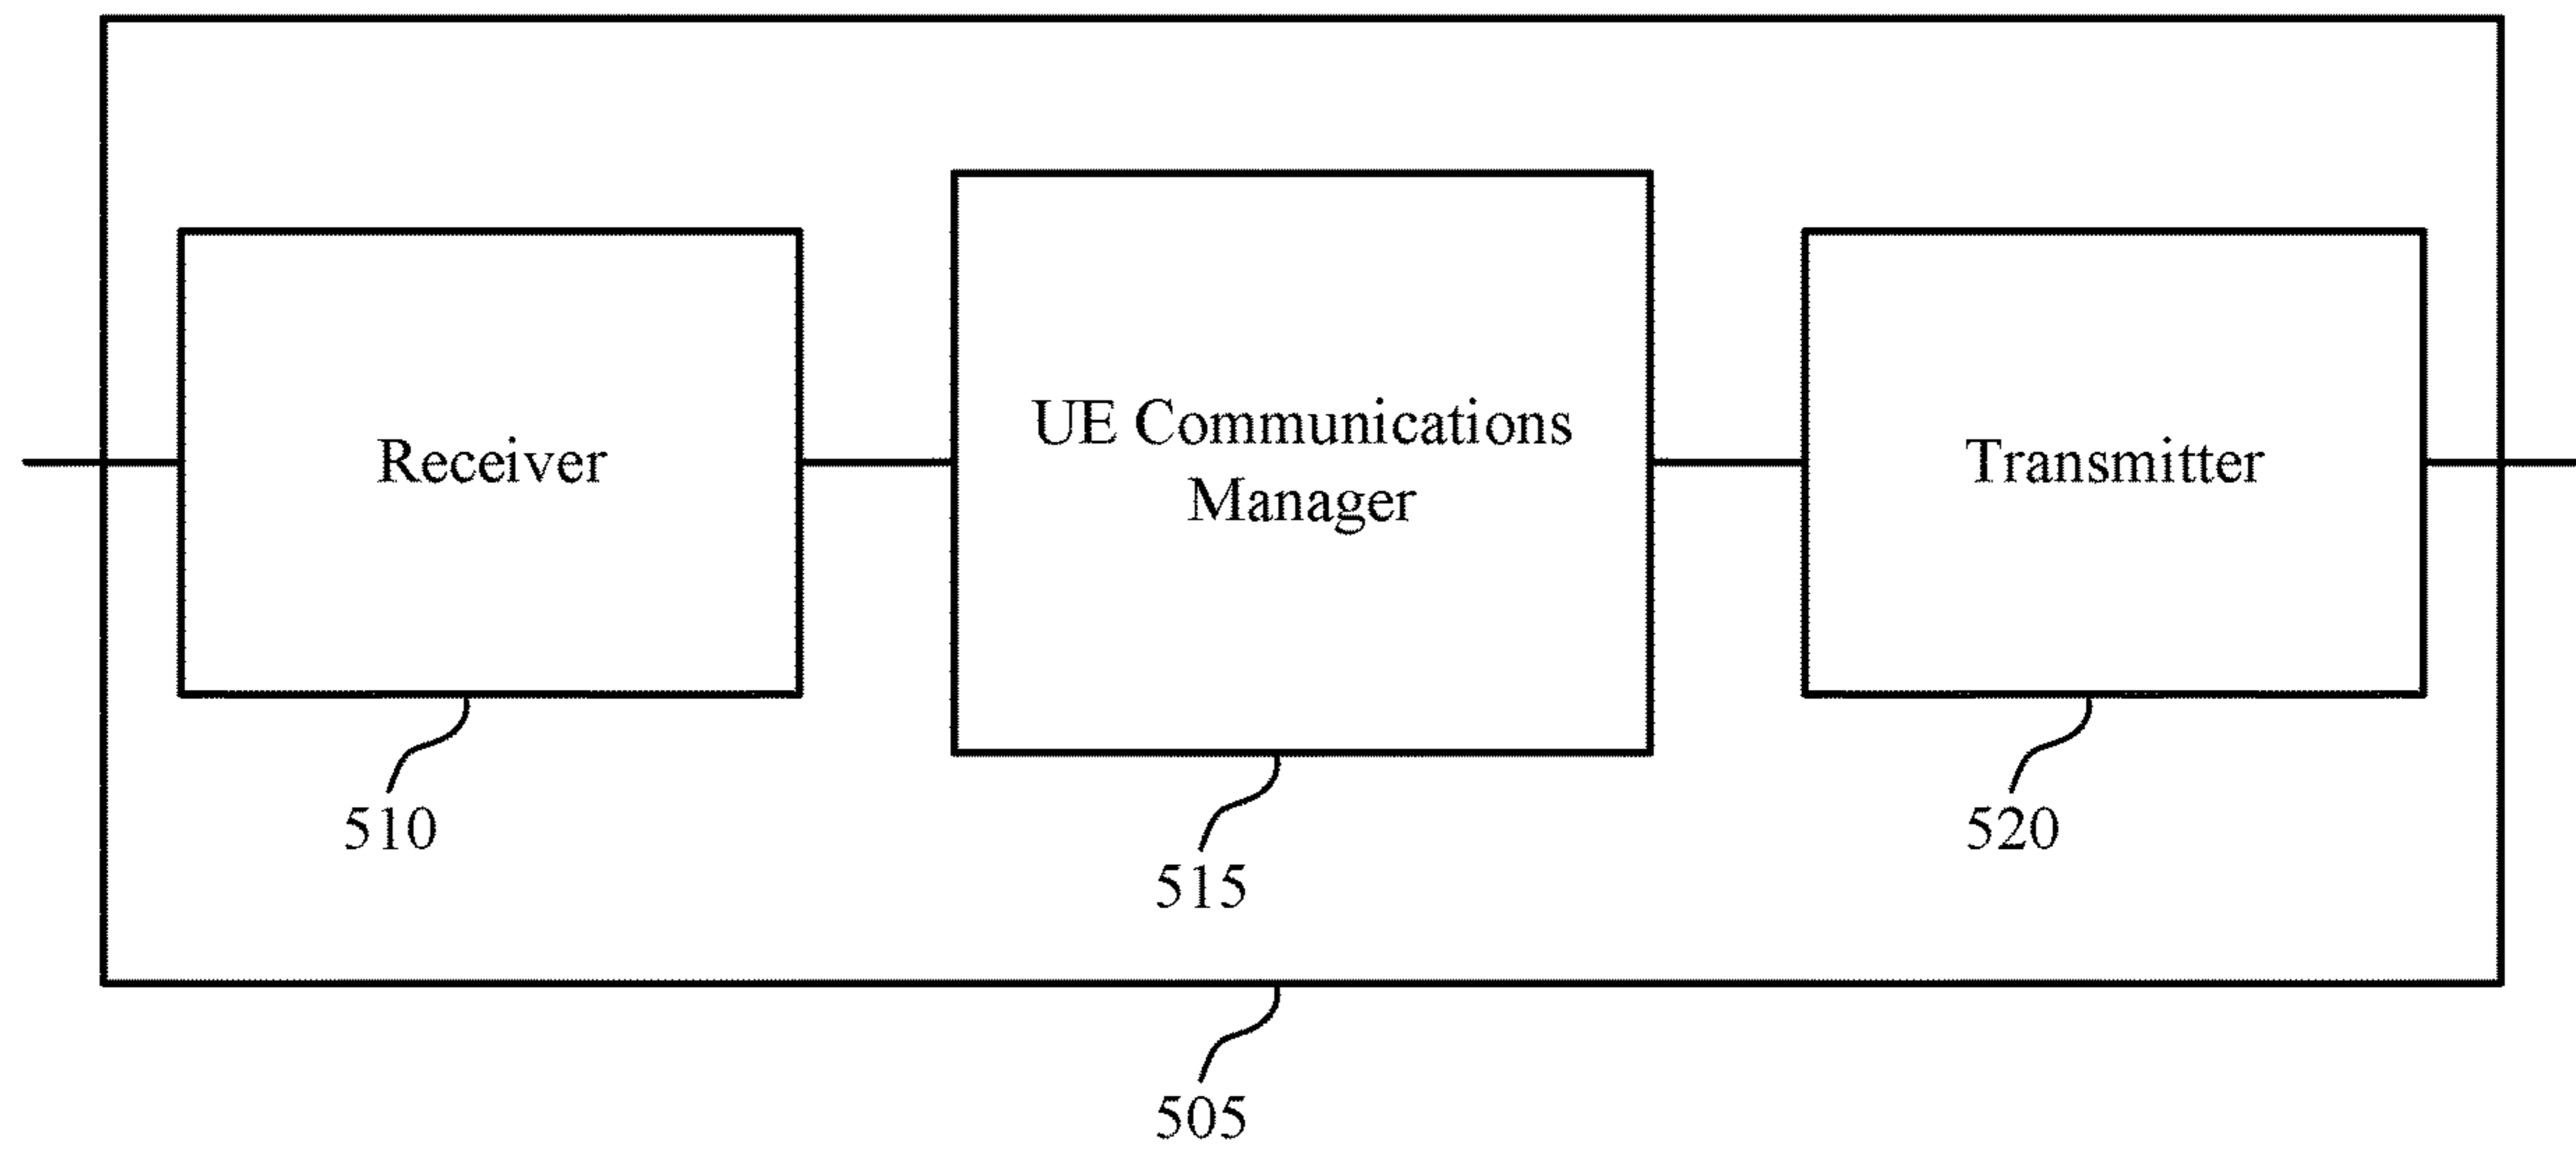 Receiver
UE Communications
Manager
Transmitter
510
515
520
505